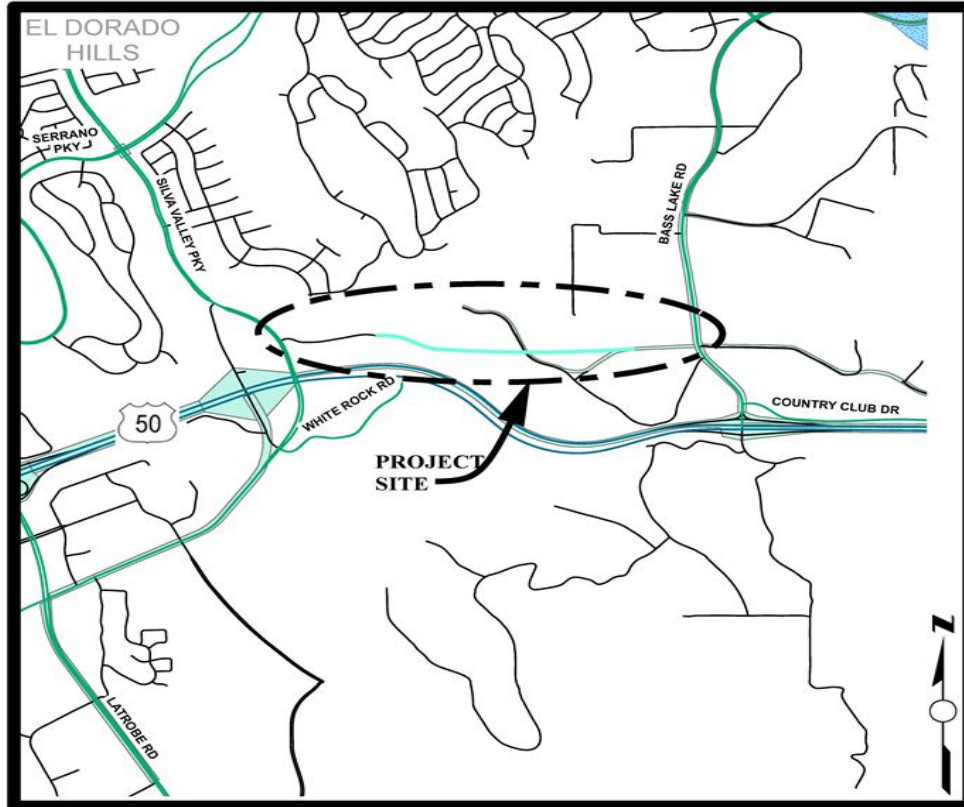 EL DORADO
HILLS
SERRANO
PKY
SILVA VALLEY PKY
BASS LAKE RD
50
WHITE ROCK RD
COUNTRY CLUB DR
PROJECT
SITE
LATROBE RD
N